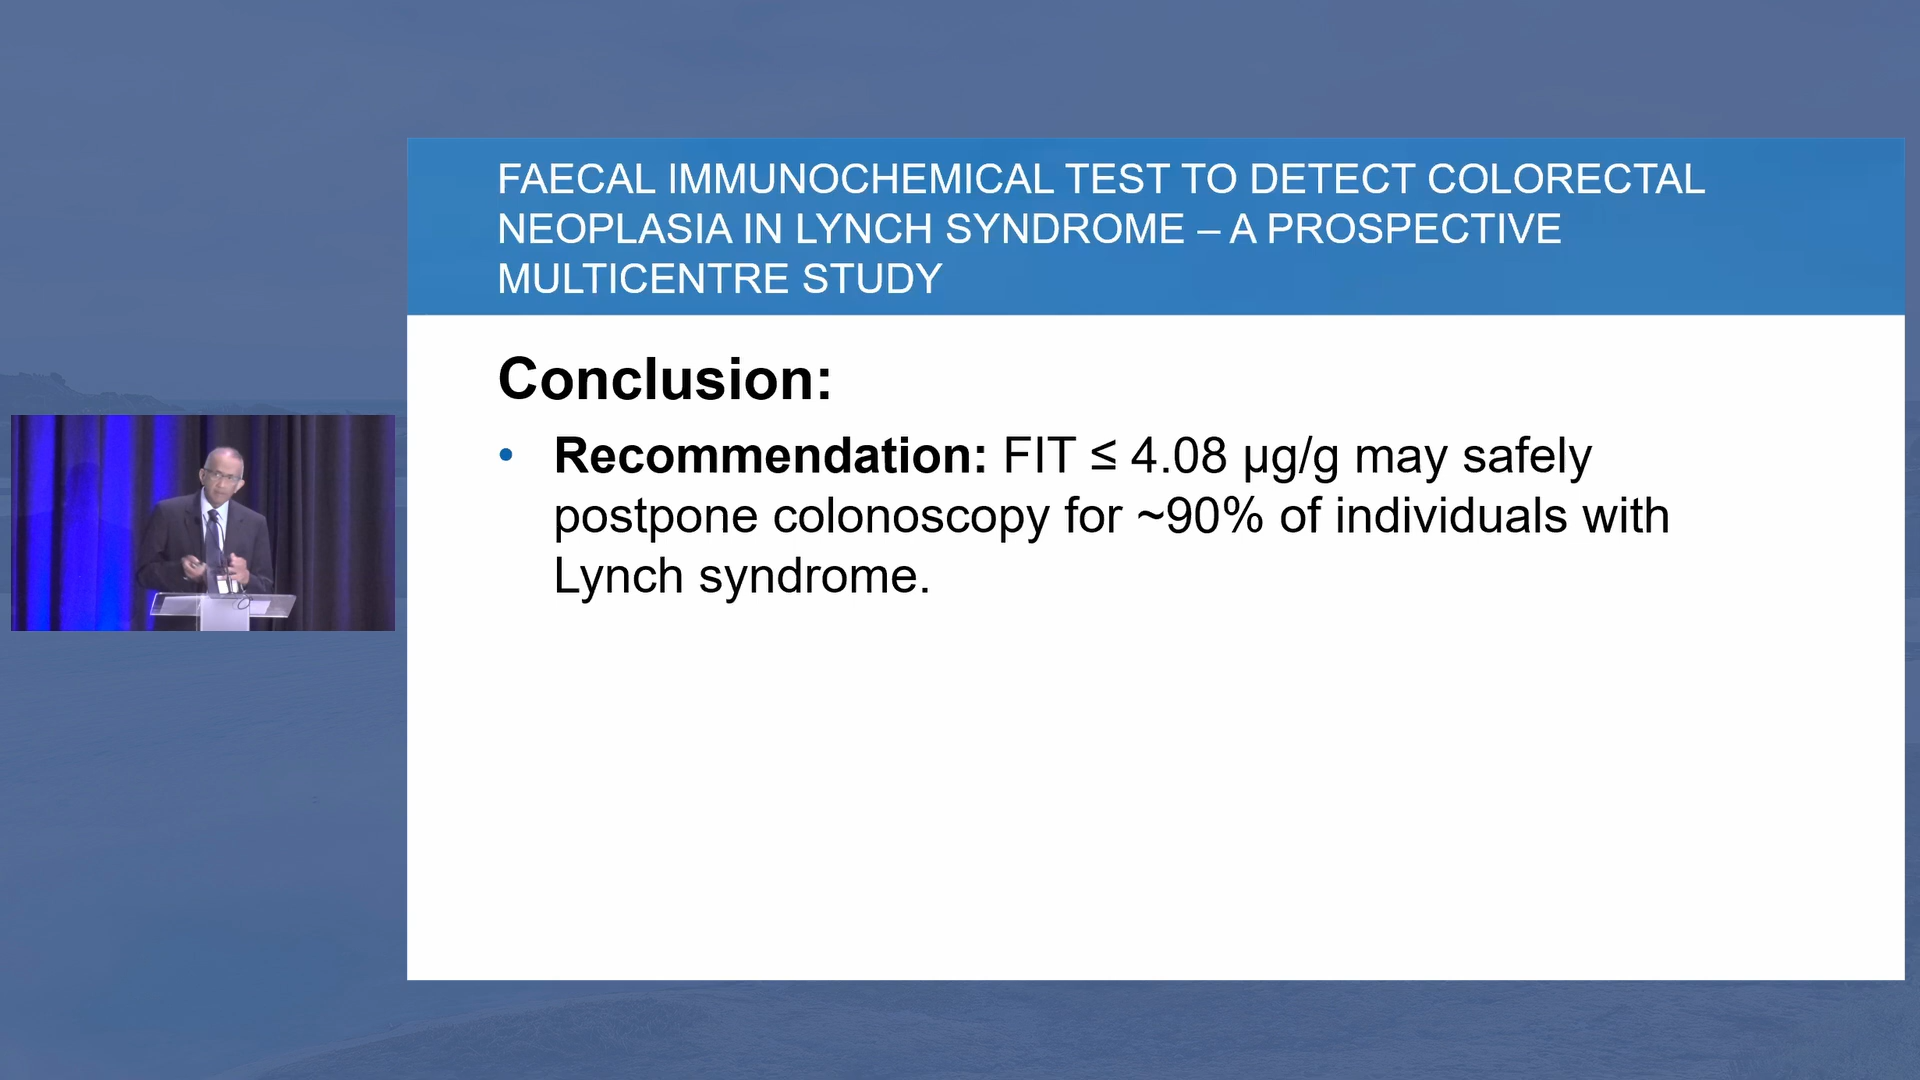 FAECAL IMMUNOCHEMICAL TEST TO DETECT COLORECTAL
NEOPLASIA IN LYNCH SYNDROME – A PROSPECTIVE
MULTICENTRE STUDY
Conclusion:
• Recommendation: FIT ≤ 4.08 µg/g may safely
postpone colonoscopy for ~90% of individuals with
Lynch syndrome.